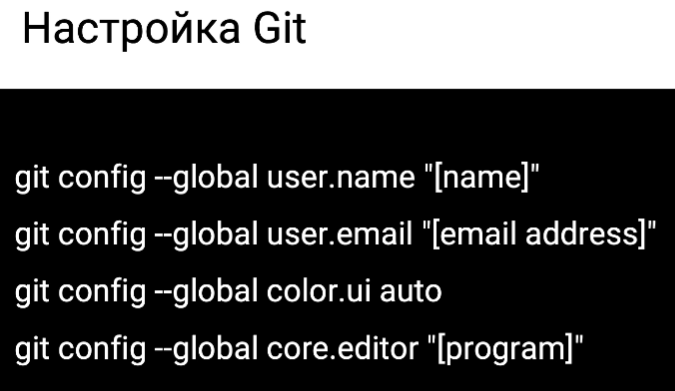 Настройка Git
git config --global user.name "[name]"
git config --global user.email "[email address]"
git config --global color.ui auto
git config --global core.editor "[program]"